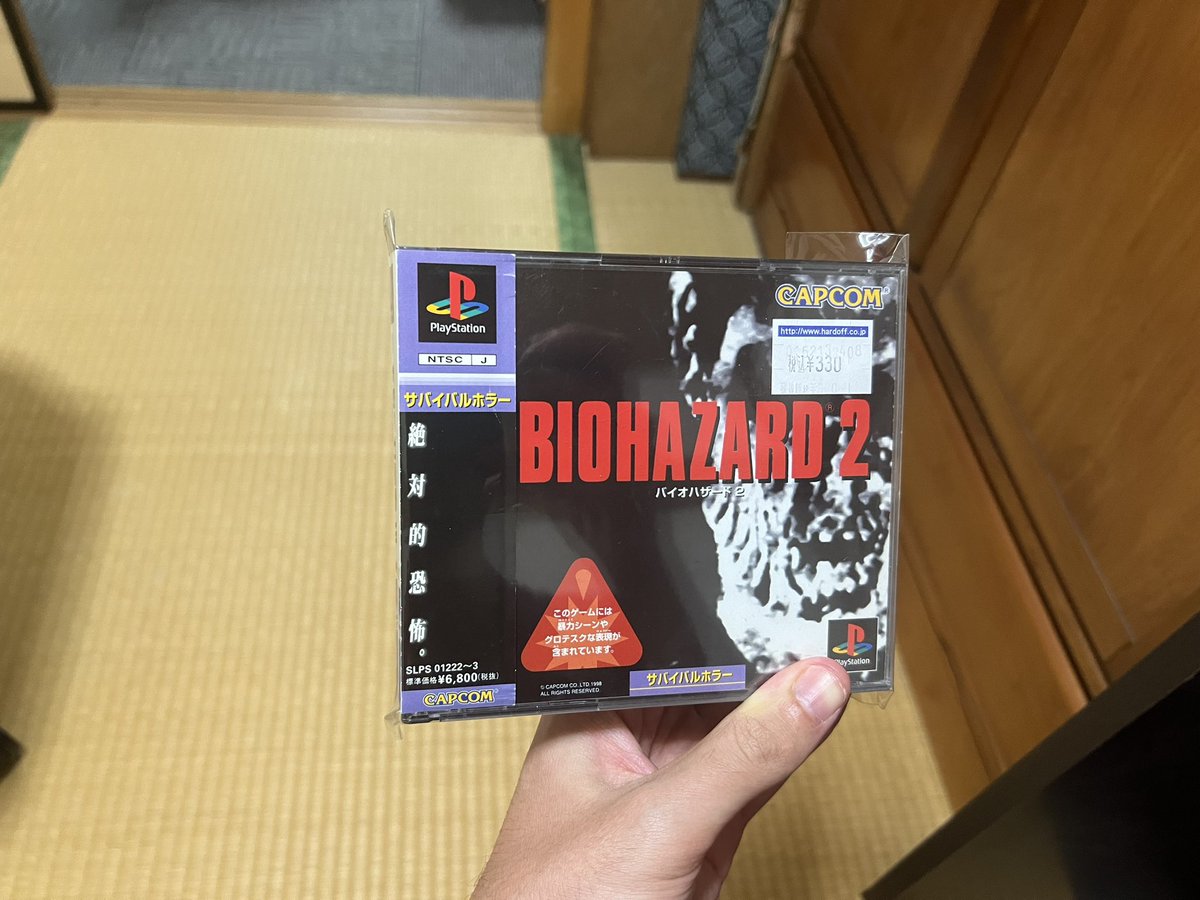 PlayStation
NTSC J
サバイバルホラー
絶対的恐怖。
SLPS 01222〜3
標準価格¥6,800(税抜)
CAPCOM
CAPCOM
http://www.hardoff.co.jp
税込¥330
BIOHAZARD® 2
バイオハザード 2
このゲームには
暴力シーンや
グロテスクな表現が
含まれています。
© CAPCOM CO., LTD. 1998
ALL RIGHTS RESERVED.
サバイバルホラー
PlayStation